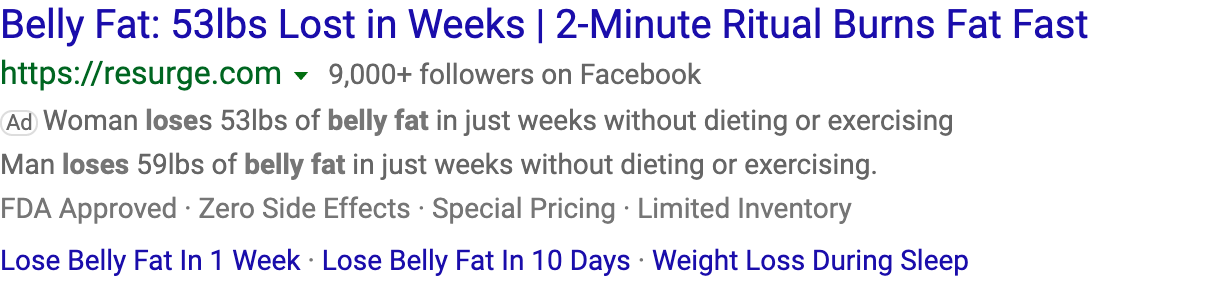 Belly Fat: 53lbs Lost in Weeks | 2-Minute Ritual Burns Fat Fast
https://resurge.com ▼ 9,000+ followers on Facebook
Ad Woman loses 53lbs of belly fat in just weeks without dieting or exercising
Man loses 59lbs of belly fat in just weeks without dieting or exercising.
FDA Approved · Zero Side Effects · Special Pricing · Limited Inventory
Lose Belly Fat In 1 Week · Lose Belly Fat In 10 Days · Weight Loss During Sleep